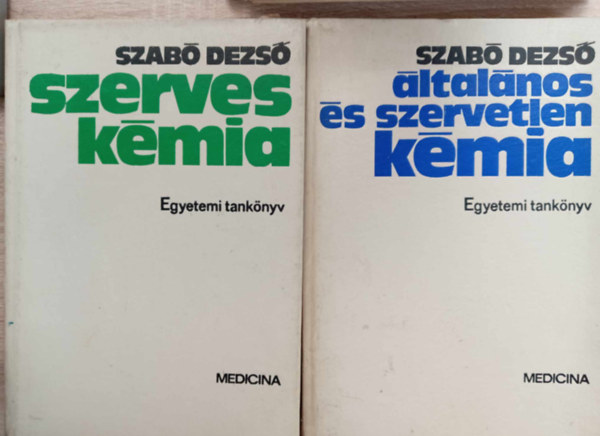 SZABÓ DEZSŐ
szerves
kémia
Egyetemi tankönyv
MEDICINA
SZABÓ DEZSŐ
általános
és szervetlen
kémia
Egyetemi tankönyv
MEDICINA